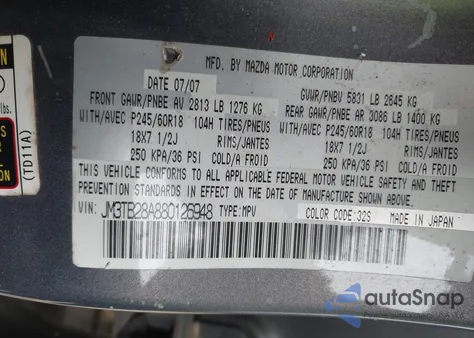 MFD. BY MAZDA MOTOR CORPORATION
DATE 07/07
GVWR/PNBV 5831 LB 2645 KG
FRONT GAWR/PNBE AV 2813 LB 1276 KG
REAR GAWR/PNBE AR 3086 LB 1400 KG
WITH/AVEC P245/60R18 104H TIRES/PNEUS
WITH/AVEC P245/60R18 104H TIRES/PNEUS
18X7 1/2J RIMS/JANTES
18X7 1/2J RIMS/JANTES
250 KPA/36 PSI COLD/A FROID
250 KPA/36 PSI COLD/A FROID
THIS VEHICLE CONFORMS TO ALL APPLICABLE FEDERAL MOTOR VEHICLE SAFETY AND THEFT
PREVENTION STANDARDS IN EFFECT ON THE DATE OF MANUFACTURE SHOWN ABOVE.
VIN: JM3TB28A880126948 TYPE:MPV COLOR CODE:32S MADE IN JAPAN
(TD11A)
lbs.
autoSnap